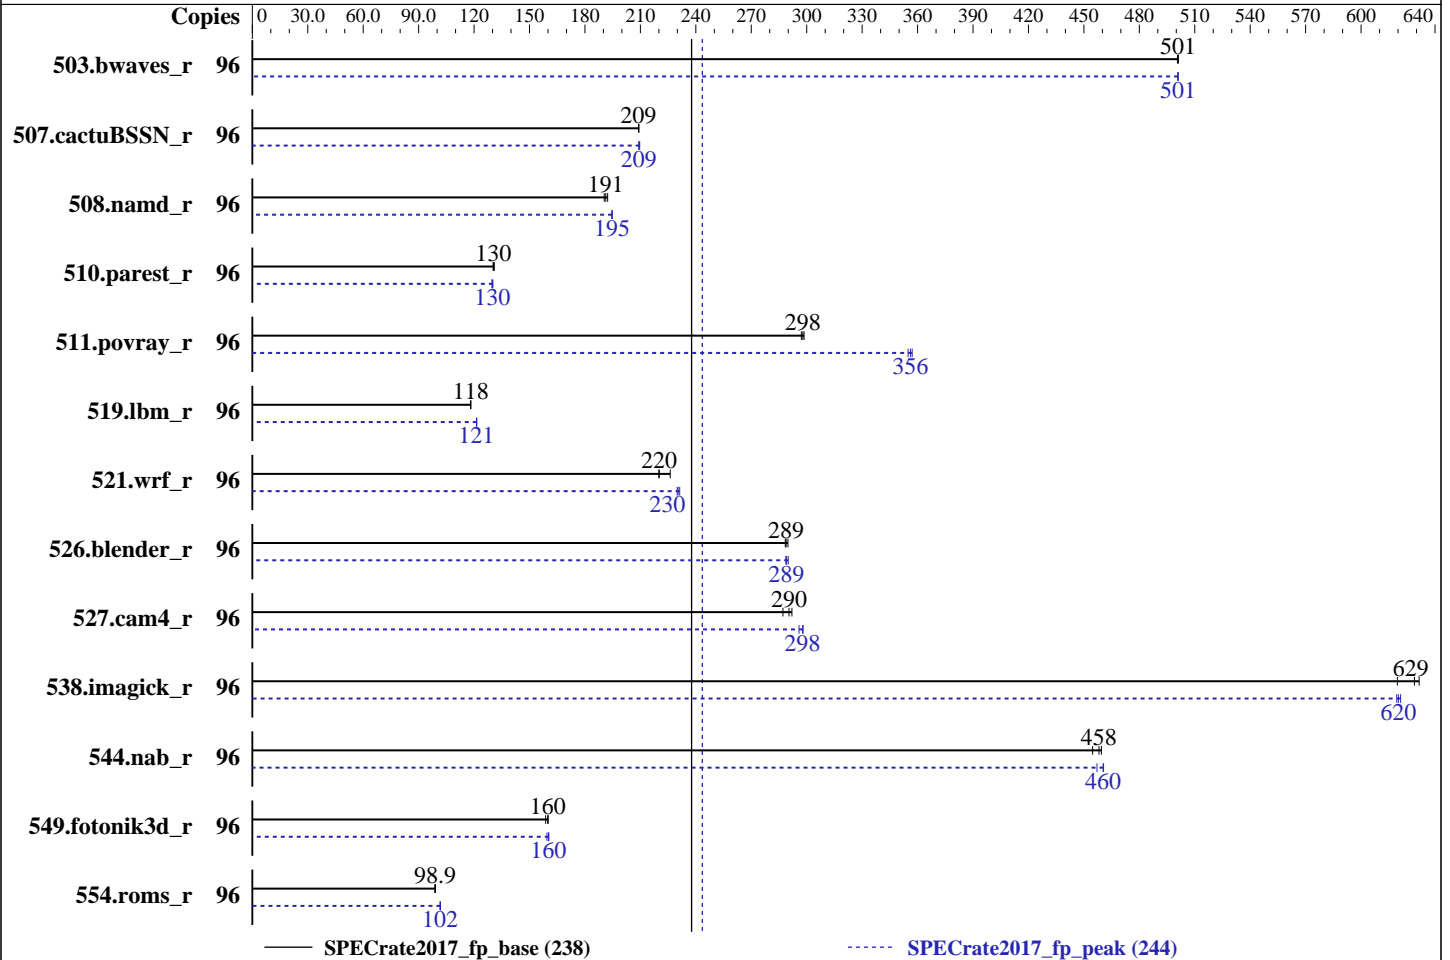 Copies 0 30.0 60.0 90.0 120 150 180 210 240 270 300 330 360 390 420 450 480 510 540 570 600 640
503.bwaves_r 96 501
501
507.cactuBSSN_r 96 209
209
508.namd_r 96 191
195
510.parest_r 96 130
130
511.povray_r 96 298
356
519.lbm_r 96 118
121
521.wrf_r 96 220
230
526.blender_r 96 289
289
527.cam4_r 96 290
298
538.imagick_r 96 629
620
544.nab_r 96 458
460
549.fotonik3d_r 96 160
160
554.roms_r 96 98.9
102
SPECrate2017_fp_base (238) SPECrate2017_fp_peak (244)